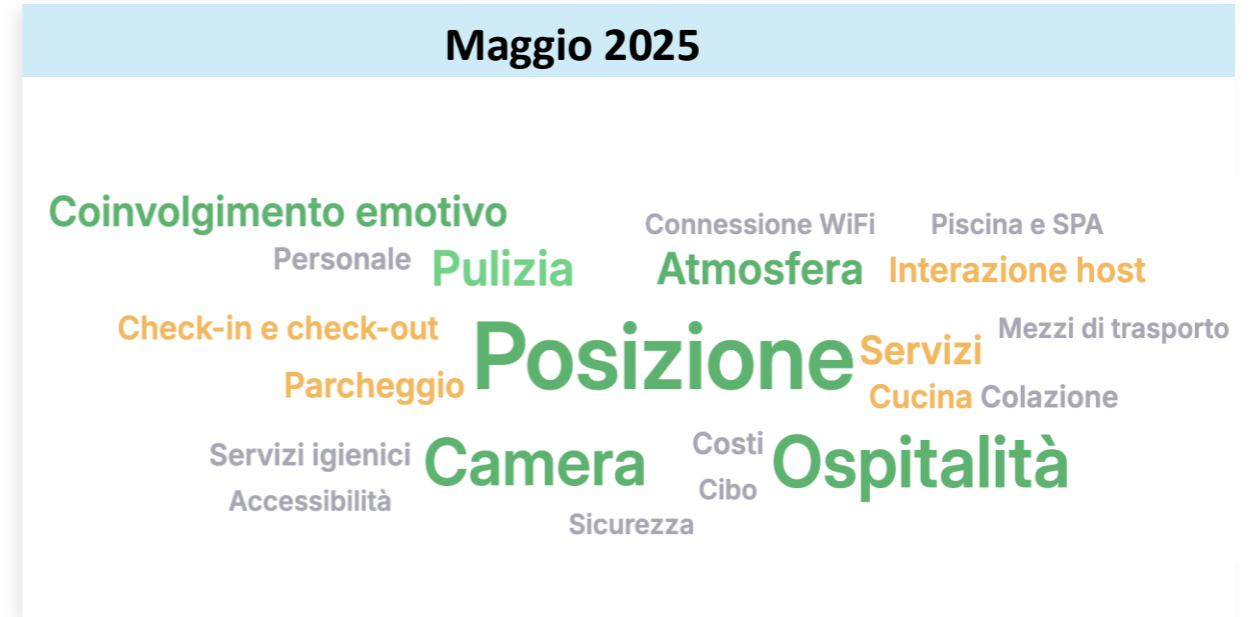 Maggio 2025
Coinvolgimento emotivo
Connessione WiFi
Piscina e SPA
Personale
Pulizia
Atmosfera
Interazione host
Check-in e check-out
Posizione
Servizi
Mezzi di trasporto
Parcheggio
Cucina
Colazione
Servizi igienici
Camera
Costi
Ospitalità
Cibo
Accessibilità
Sicurezza